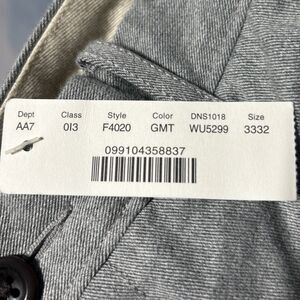 Dept Class Style Color DNS1018 Size
AA7 0I3 F4020 GMT WU5299 3332
099104358837